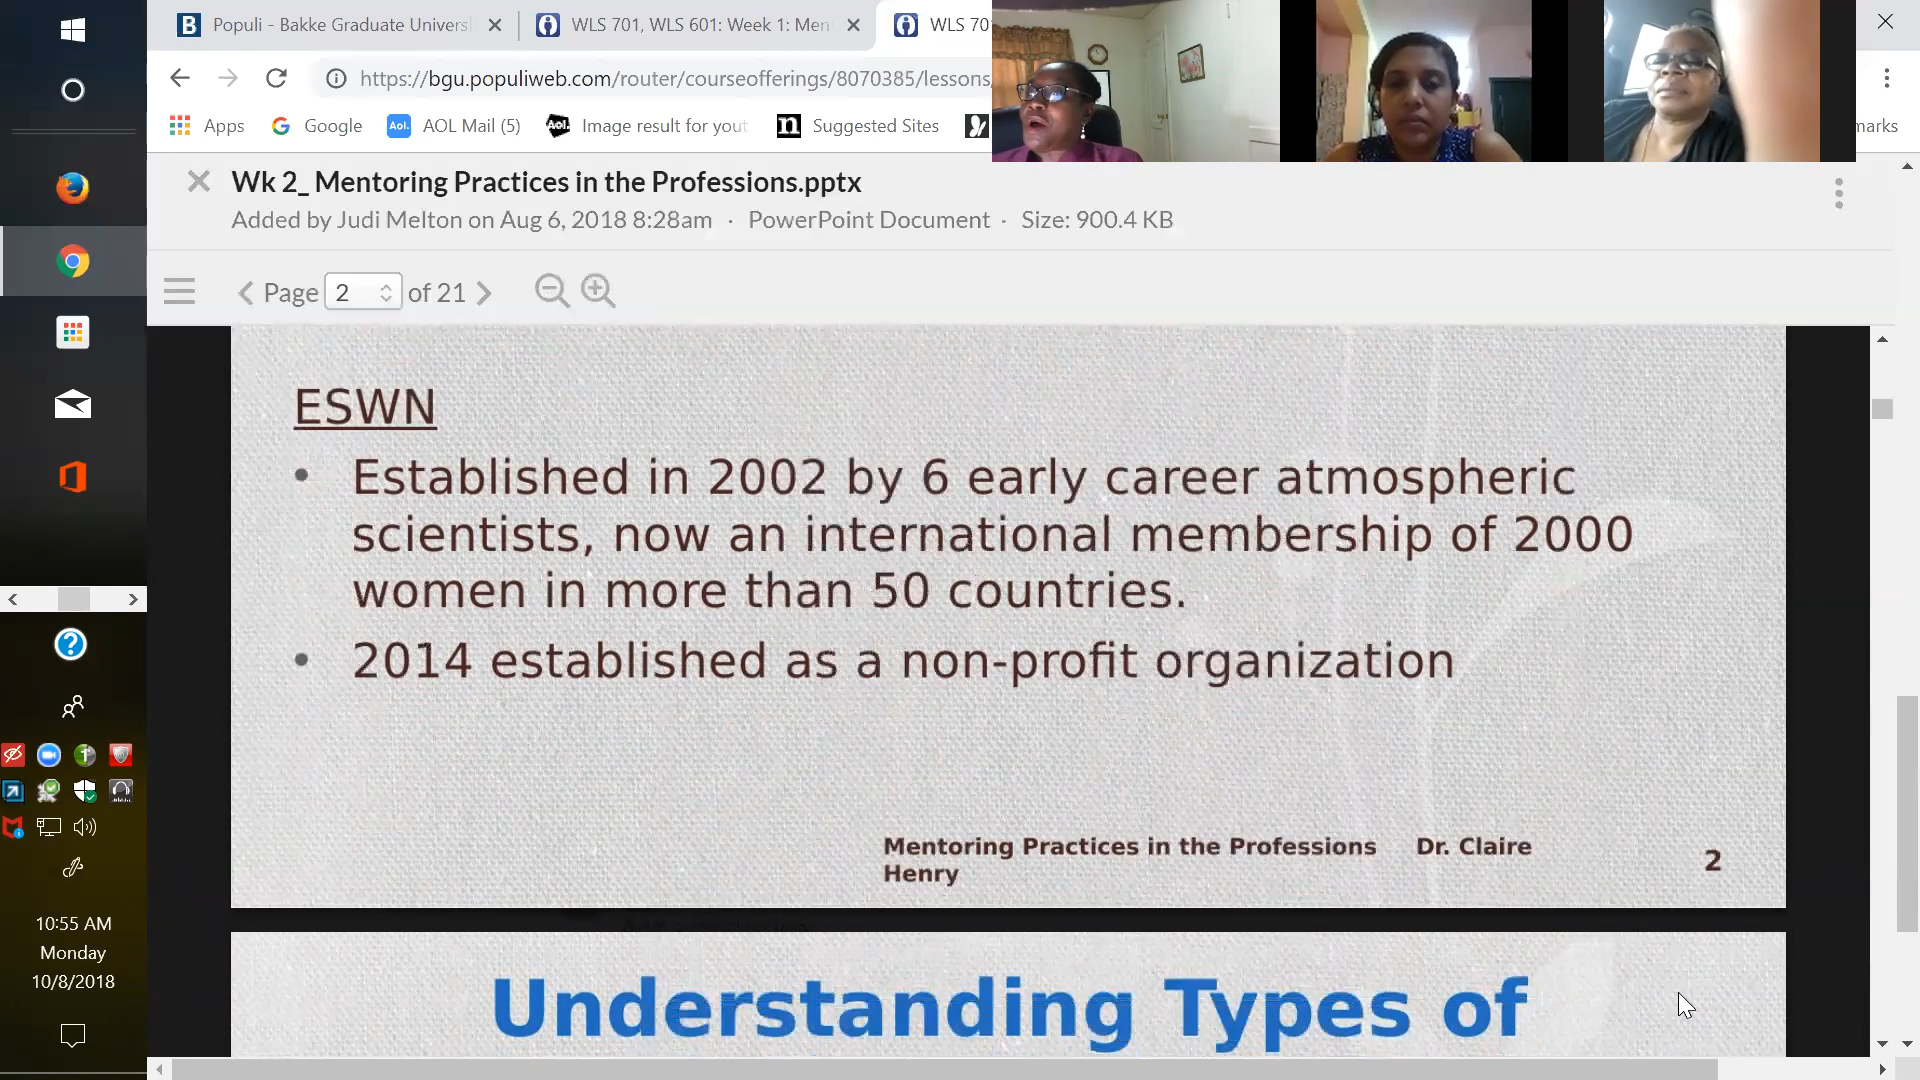 Populi - Bakke Graduate Univers
WLS 701, WLS 601: Week 1: Men
WLS 70
https://bgu.populiweb.com/router/courseofferings/8070385/lessons,
Apps
Google
Aol.
AOL Mail (5)
Aol.
Image result for yout
n
Suggested Sites
marks
Wk 2_ Mentoring Practices in the Professions.pptx
Added by Judi Melton on Aug 6, 2018 8:28am · PowerPoint Document · Size: 900.4 KB
Page 2 of 21
ESWN
• Established in 2002 by 6 early career atmospheric
scientists, now an international membership of 2000
women in more than 50 countries.
• 2014 established as a non-profit organization
Mentoring Practices in the Professions Dr. Claire
Henry
2
Understanding Types of
10:55 AM
Monday
10/8/2018